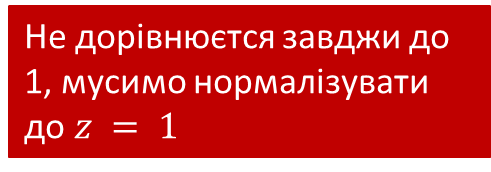 Не дорівнюєтся завджи до
1, мусимо нормалізувати
до z = 1